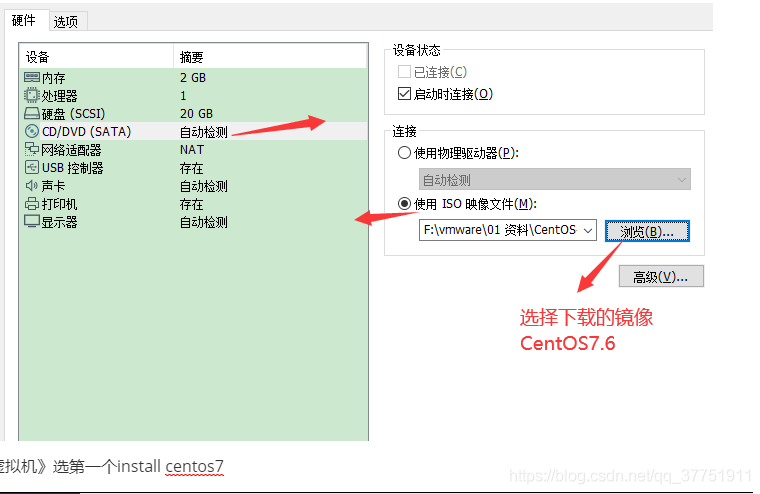 硬件 选项
设备 摘要
内存 2 GB
处理器 1
硬盘 (SCSI) 20 GB
CD/DVD (SATA) 自动检测
网络适配器 NAT
USB 控制器 存在
声卡 自动检测
打印机 存在
显示器 自动检测
设备状态
已连接(C)
启动时连接(O)
连接
使用物理驱动器(P):
自动检测
使用 ISO 映像文件(M):
F:\vmware\01 资料\CentOS 浏览(B)...
高级(V)...
选择下载的镜像
CentOS7.6
拟机》选第一个install centos7
https://blog.csdn.net/qq_37751911